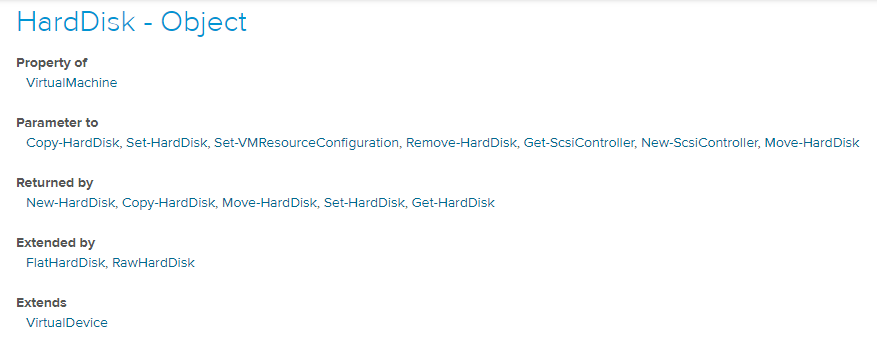 HardDisk - Object
Property of
VirtualMachine
Parameter to
Copy-HardDisk, Set-HardDisk, Set-VMResourceConfiguration, Remove-HardDisk, Get-ScsiController, New-ScsiController, Move-HardDisk
Returned by
New-HardDisk, Copy-HardDisk, Move-HardDisk, Set-HardDisk, Get-HardDisk
Extended by
FlatHardDisk, RawHardDisk
Extends
VirtualDevice